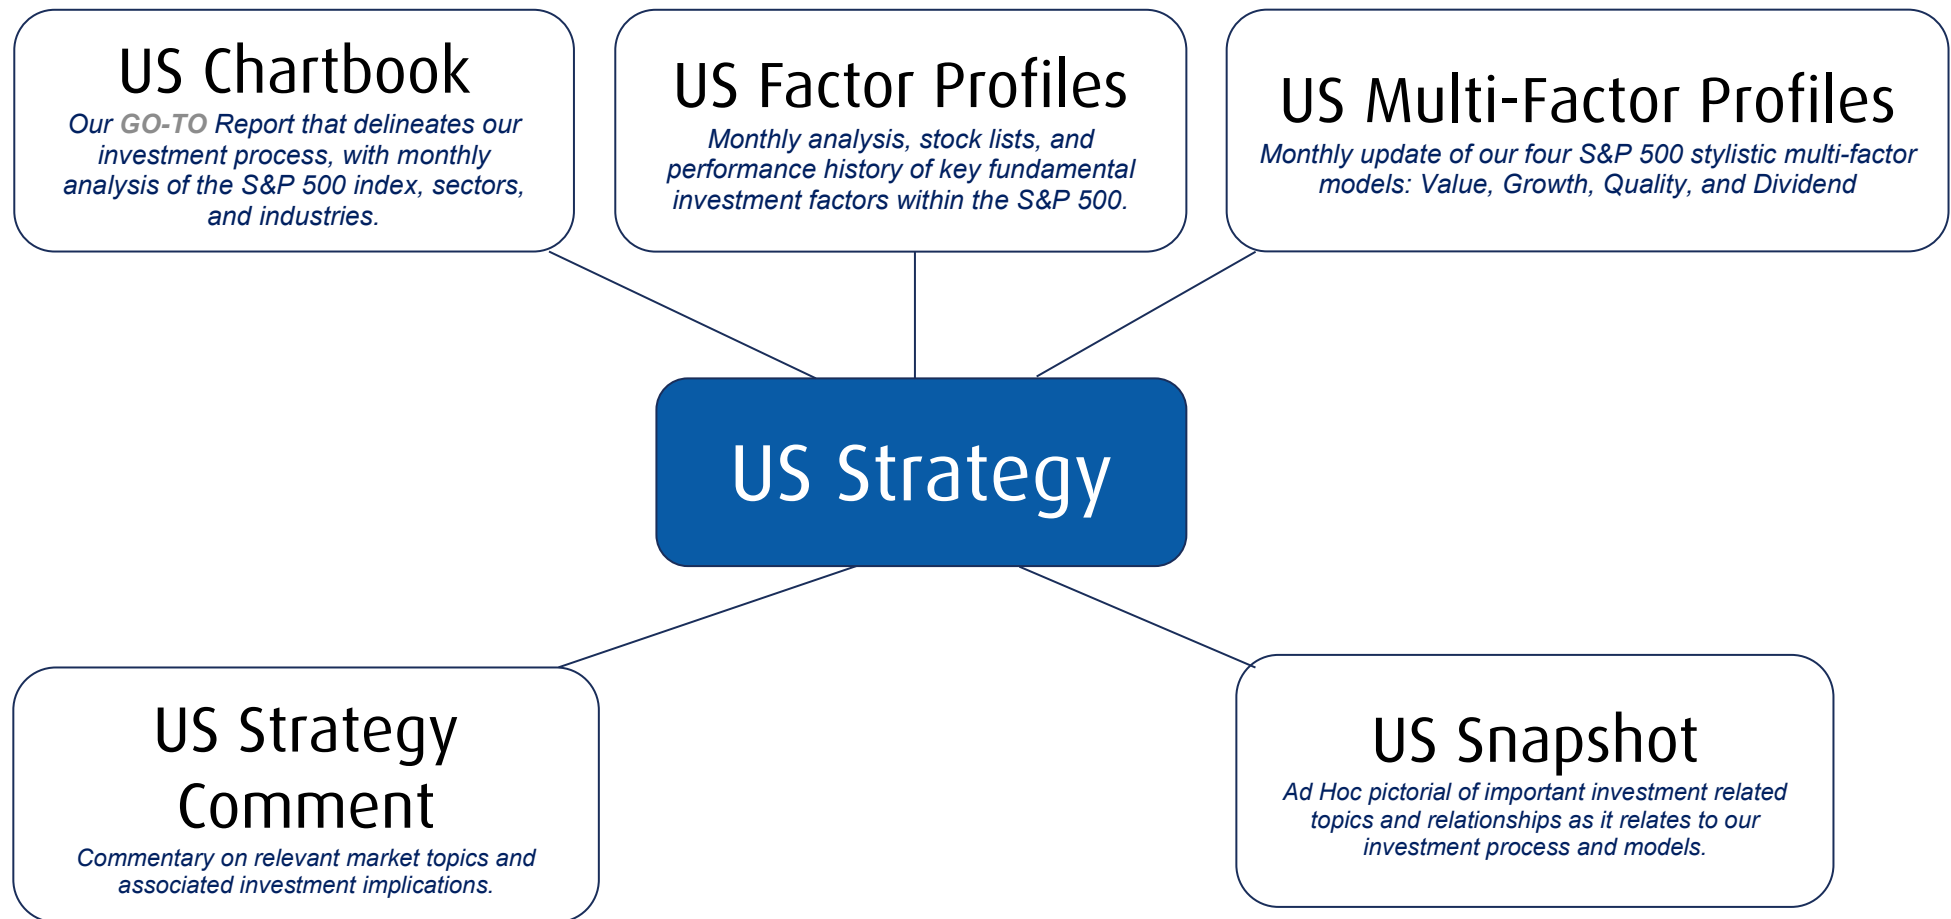 US Chartbook
Our GO-TO Report that delineates our
investment process, with monthly
analysis of the S&P 500 index, sectors,
and industries.
US Factor Profiles
Monthly analysis, stock lists, and
performance history of key fundamental
investment factors within the S&P 500.
US Multi-Factor Profiles
Monthly update of our four S&P 500 stylistic multi-factor
models: Value, Growth, Quality, and Dividend
US Strategy
US Strategy
Comment
Commentary on relevant market topics and
associated investment implications.
US Snapshot
Ad Hoc pictorial of important investment related
topics and relationships as it relates to our
investment process and models.